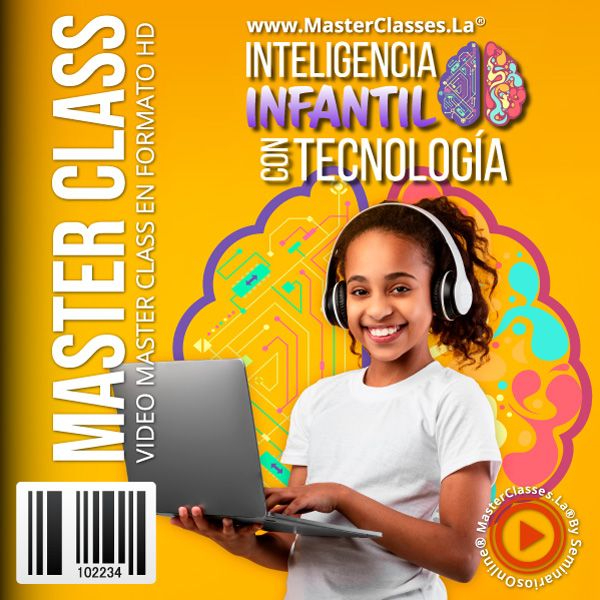 www.MasterClasses.La®
INTELIGENCIA
INFANTIL
CON TECNOLOGÍA
MASTER CLASS
VIDEO MASTER CLASS EN FORMATO HD
102234
MasterClasses.La®By SeminariosOnline®